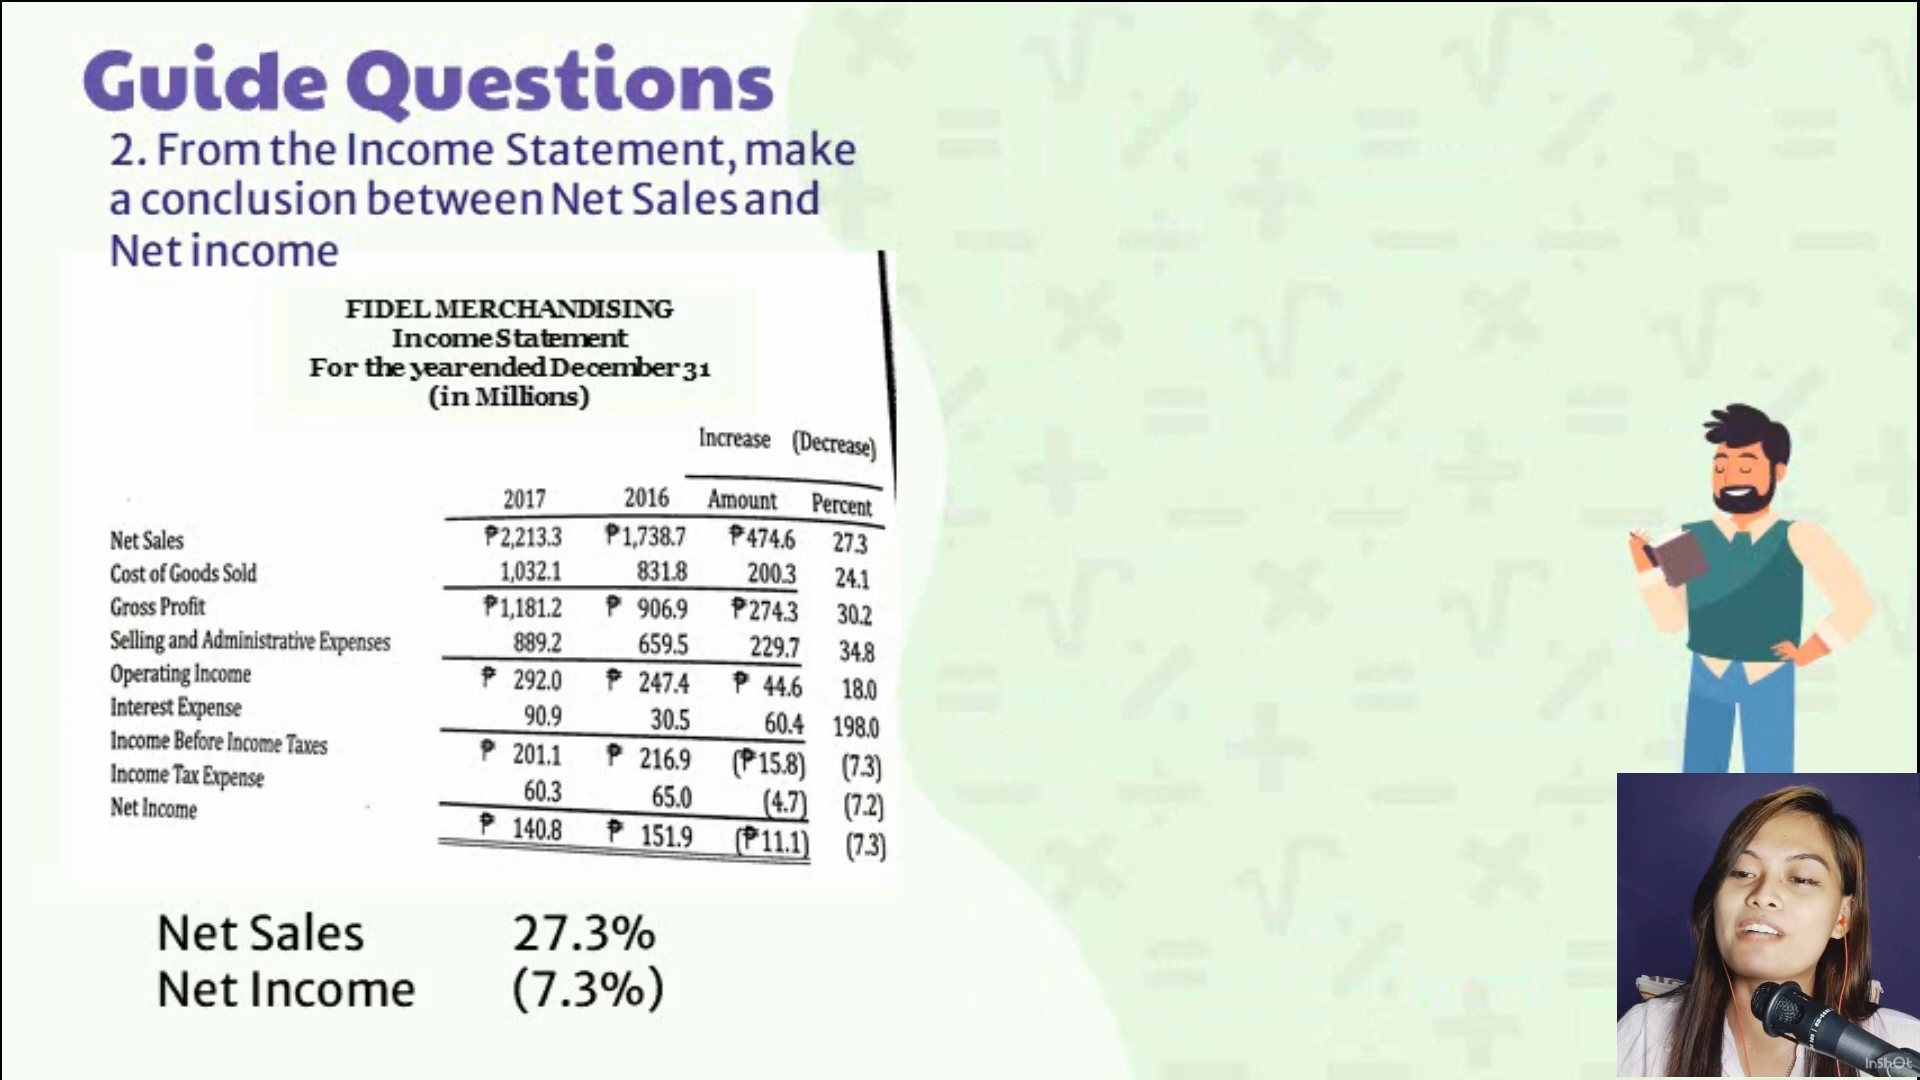 Guide Questions
2. From the Income Statement, make
a conclusion between Net Sales and
Net income
FIDEL MERCHANDISING
Income Statement
For the year ended December 31
(in Millions)
Increase (Decrease)
2017 2016 Amount Percent
Net Sales ₱2,213.3 ₱1,738.7 ₱474.6 27.3
Cost of Goods Sold 1,032.1 831.8 200.3 24.1
Gross Profit ₱1,181.2 ₱ 906.9 ₱274.3 30.2
Selling and Administrative Expenses 889.2 659.5 229.7 34.8
Operating Income ₱ 292.0 ₱ 247.4 ₱ 44.6 18.0
Interest Expense 90.9 30.5 60.4 198.0
Income Before Income Taxes ₱ 201.1 ₱ 216.9 (₱15.8) (7.3)
Income Tax Expense 60.3 65.0 (4.7) (7.2)
Net Income ₱ 140.8 ₱ 151.9 (₱11.1) (7.3)
Net Sales 27.3%
Net Income (7.3%)
InShOt